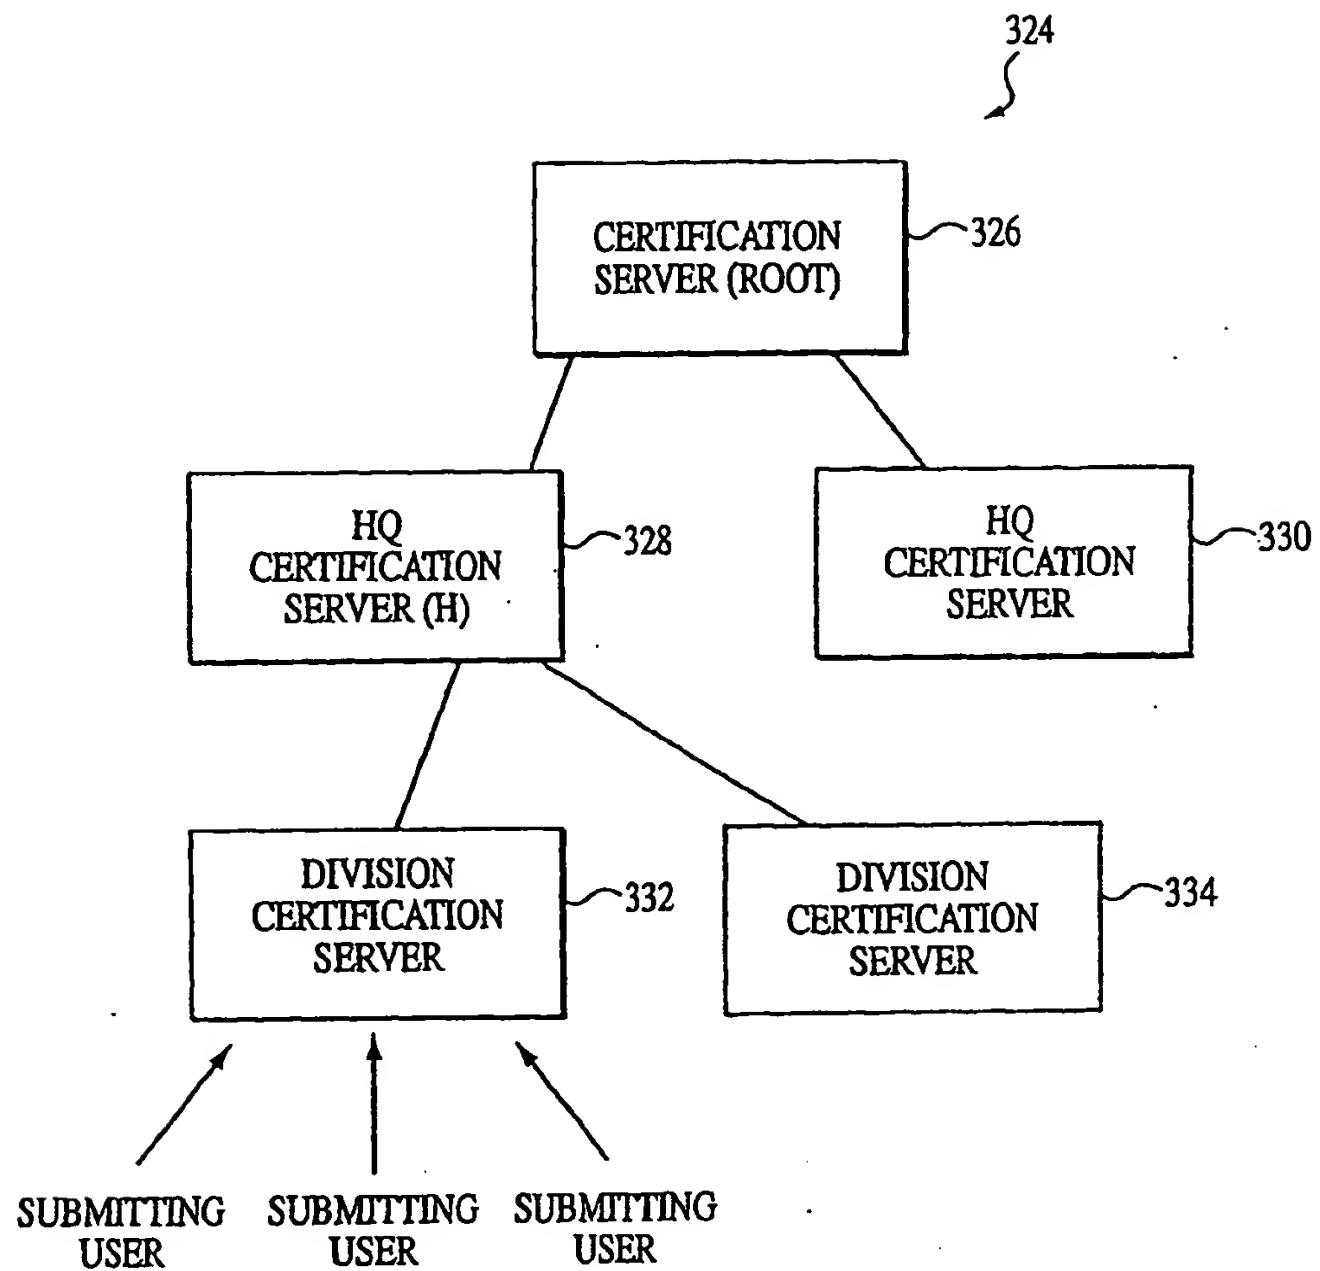 324
CERTIFICATION
SERVER (ROOT)
326
HQ
CERTIFICATION
SERVER (H)
328
HQ
CERTIFICATION
SERVER
330
DIVISION
CERTIFICATION
SERVER
332
DIVISION
CERTIFICATION
SERVER
334
SUBMITTING
USER
SUBMITTING
USER
SUBMITTING
USER